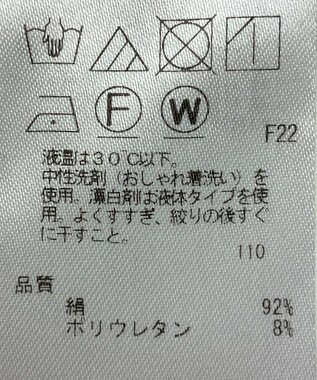 F W
F22
液温は30℃以下。
中性洗剤（おしゃれ着洗い）を
使用。漂白剤は液体タイプを使
用。よくすすぎ、絞りの後すぐ
に干すこと。
110
品質
絹 92%
ポリウレタン 8%